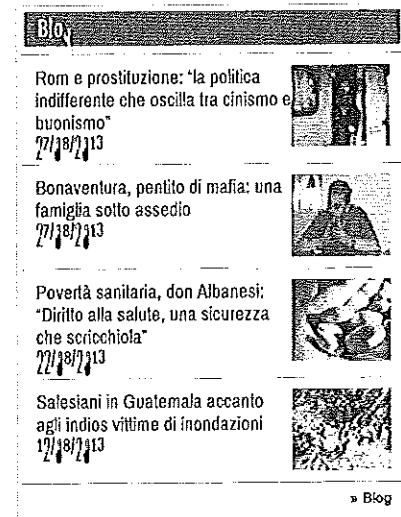 Blog
Rom e prostituzione: "la politica
indifferente che oscilla tra cinismo e
buonismo"
Bonaventura, pentito di mafia: una
famiglia sotto assedio
Povertà sanitaria, don Albanesi:
"Diritto alla salute, una sicurezza
che scricchiola"
Salesiani in Guatemala accanto
agli indios vittime di inondazioni
» Blog